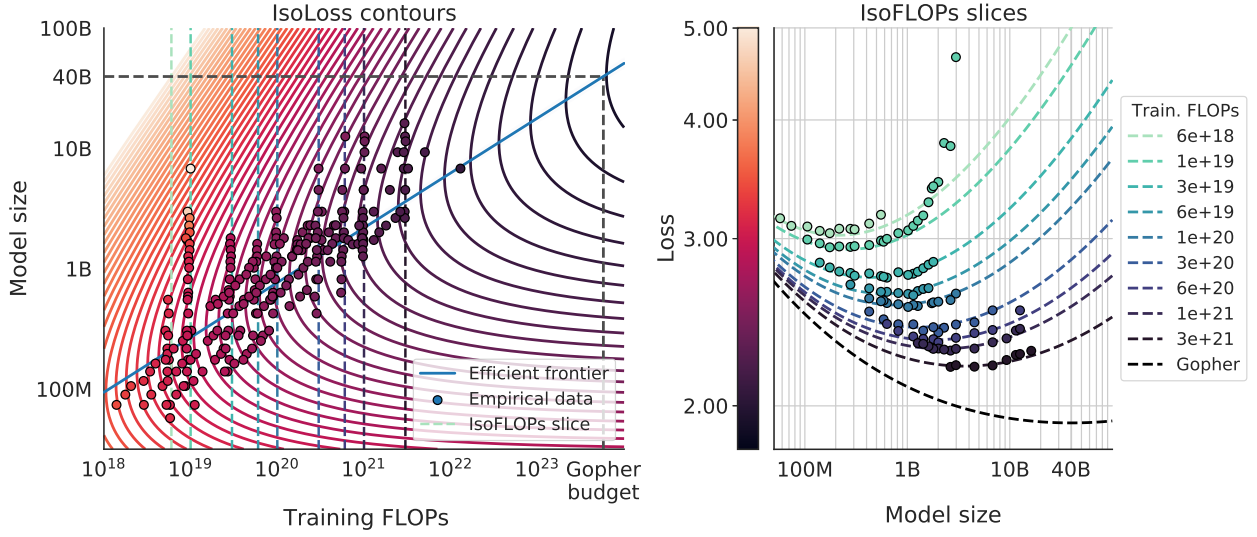 IsoLoss contours
100B
40B
10B
1B
100M
Model size
10^18
10^19
10^20
10^21
10^22
10^23
Gopher
budget
Training FLOPs
Efficient frontier
Empirical data
IsoFLOPs slice
IsoFLOPs slices
5.00
4.00
3.00
2.00
Loss
100M
1B
10B
40B
Model size
Train. FLOPs
6e+18
1e+19
3e+19
6e+19
1e+20
3e+20
6e+20
1e+21
3e+21
Gopher